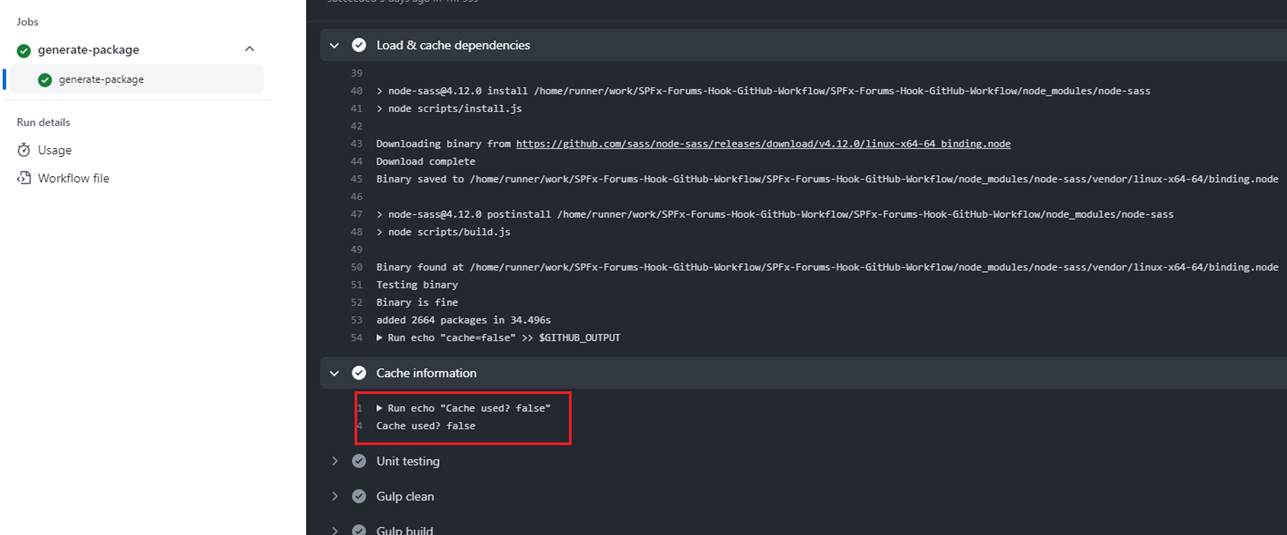 Jobs
generate-package
generate-package
Run details
Usage
Workflow file
Load & cache dependencies
39
40 > node-sass@4.12.0 install /home/runner/work/SPFx-Forums-Hook-GitHub-Workflow/SPFx-Forums-Hook-GitHub-Workflow/node_modules/node-sass
41 > node scripts/install.js
42
43 Downloading binary from https://github.com/sass/node-sass/releases/download/v4.12.0/linux-x64-64_binding.node
44 Download complete
45 Binary saved to /home/runner/work/SPFx-Forums-Hook-GitHub-Workflow/SPFx-Forums-Hook-GitHub-Workflow/node_modules/node-sass/vendor/linux-x64-64/binding.node
46
47 > node-sass@4.12.0 postinstall /home/runner/work/SPFx-Forums-Hook-GitHub-Workflow/SPFx-Forums-Hook-GitHub-Workflow/node_modules/node-sass
48 > node scripts/build.js
49
50 Binary found at /home/runner/work/SPFx-Forums-Hook-GitHub-Workflow/SPFx-Forums-Hook-GitHub-Workflow/node_modules/node-sass/vendor/linux-x64-64/binding.node
51 Testing binary
52 Binary is fine
53 added 2664 packages in 34.496s
54 ▶ Run echo "cache=false" >> $GITHUB_OUTPUT
Cache information
1 ▶ Run echo "Cache used? false"
4 Cache used? false
Unit testing
Gulp clean
Gulp build